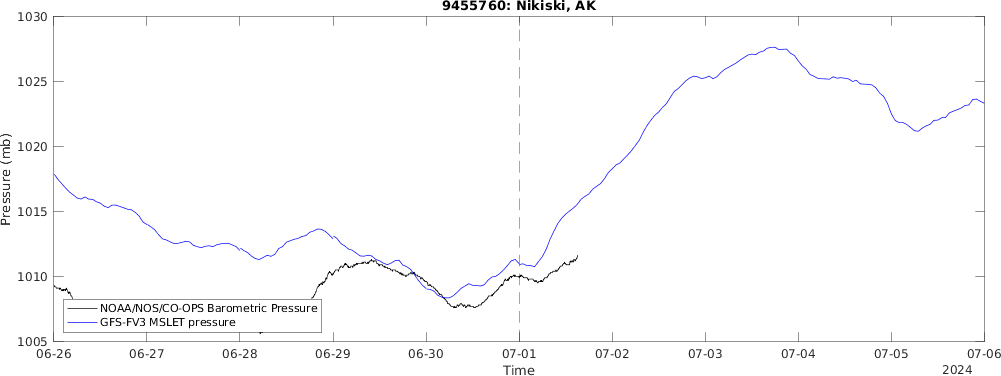 9455760: Nikiski, AK
1030
1025
1020
1015
1010
1005
Pressure (mb)
NOAA/NOS/CO-OPS Barometric Pressure
GFS-FV3 MSLET pressure
06-26 06-27 06-28 06-29 06-30 07-01 07-02 07-03 07-04 07-05 07-06
Time
2024